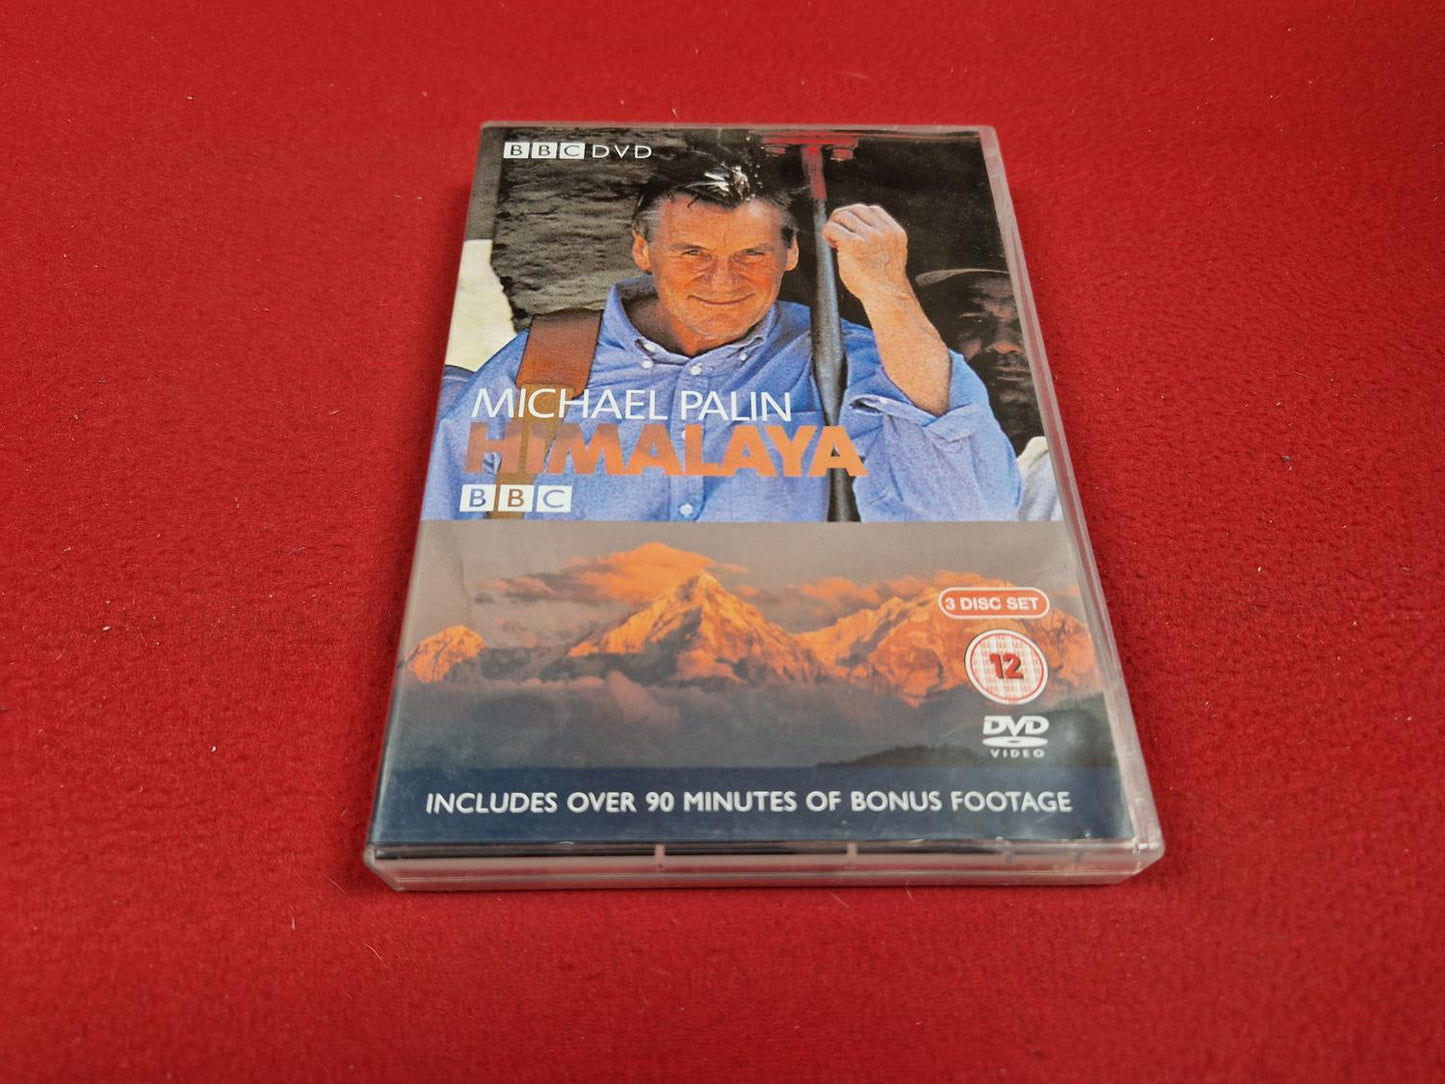 BBC DVD
MICHAEL PALIN
HIMALAYA
BBC
3 DISC SET
12
DVD
VIDEO
INCLUDES OVER 90 MINUTES OF BONUS FOOTAGE